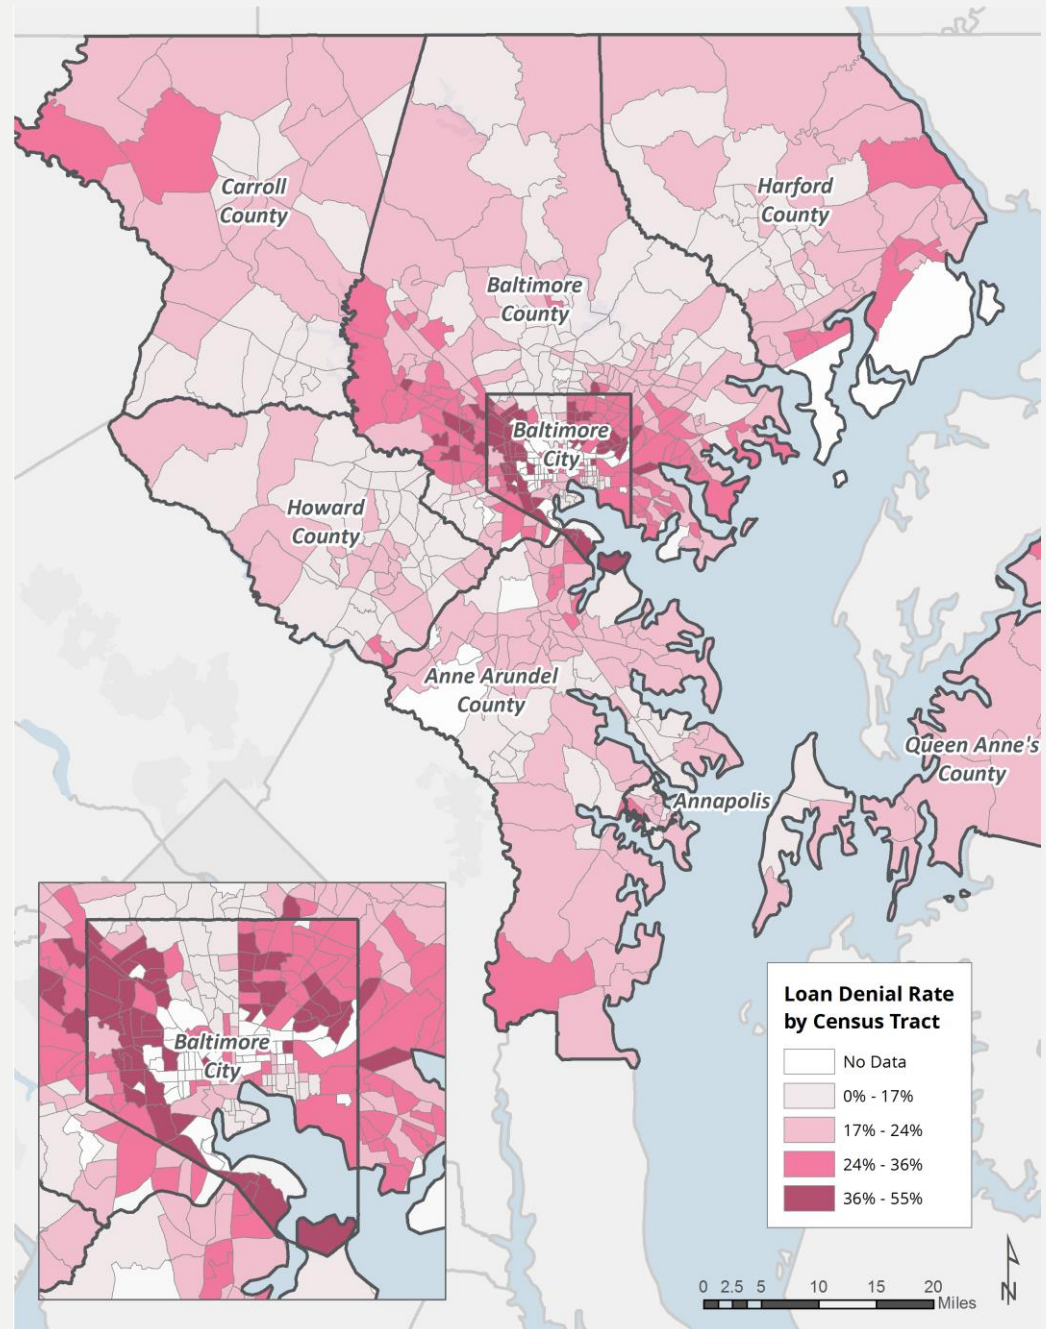 Carroll
County
Harford
County
Baltimore
County
Baltimore
City
Howard
County
Anne Arundel
County
Queen Anne's
County
Annapolis
Baltimore
City
Loan Denial Rate
by Census Tract
No Data
0% - 17%
17% - 24%
24% - 36%
36% - 55%
0 2.5 5 10 15 20
Miles
N